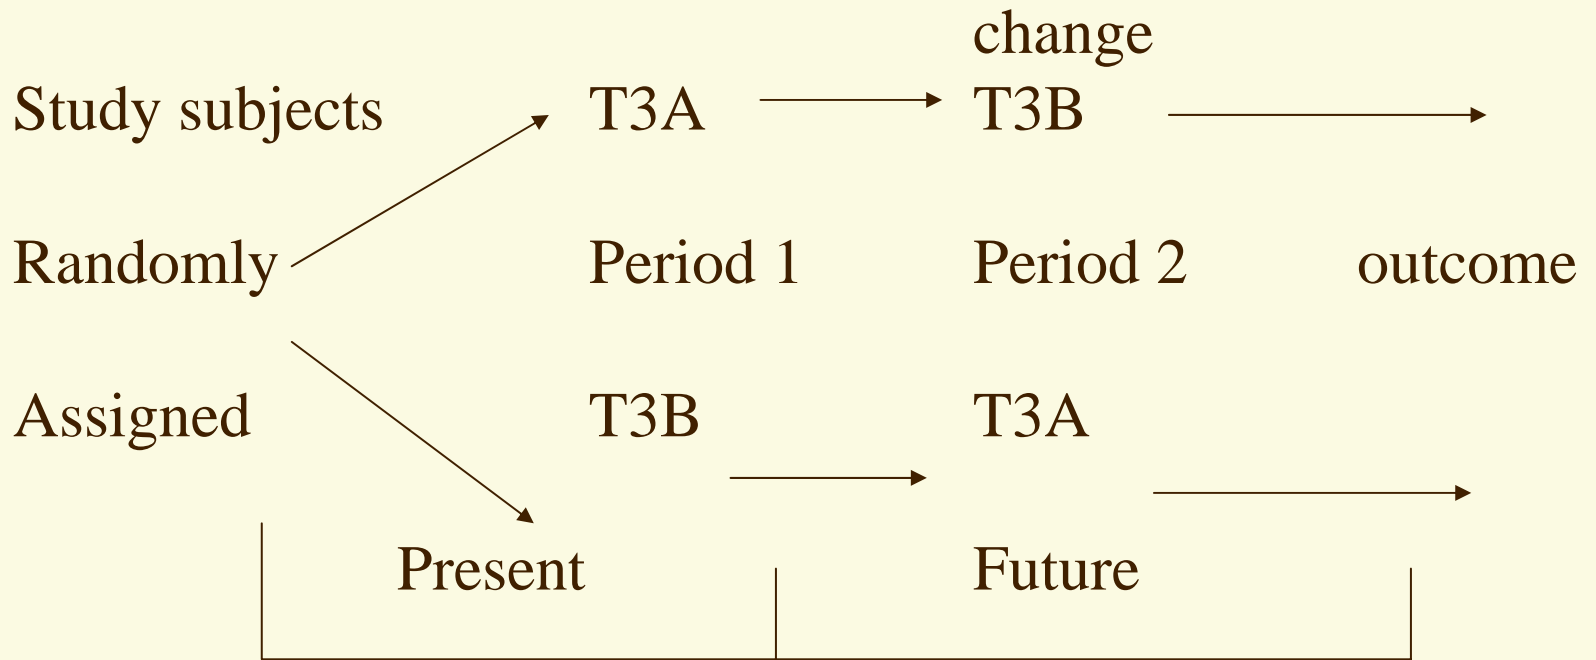 change
Study subjects T3A T3B
Randomly Period 1 Period 2 outcome
Assigned T3B T3A
Present Future